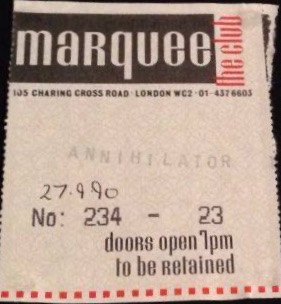 marquee the club
105 CHARING CROSS ROAD · LONDON WC2 · 01-437 6603
ANNIHILATOR
27.9.90
No: 234 - 23
doors open 7pm
to be retained